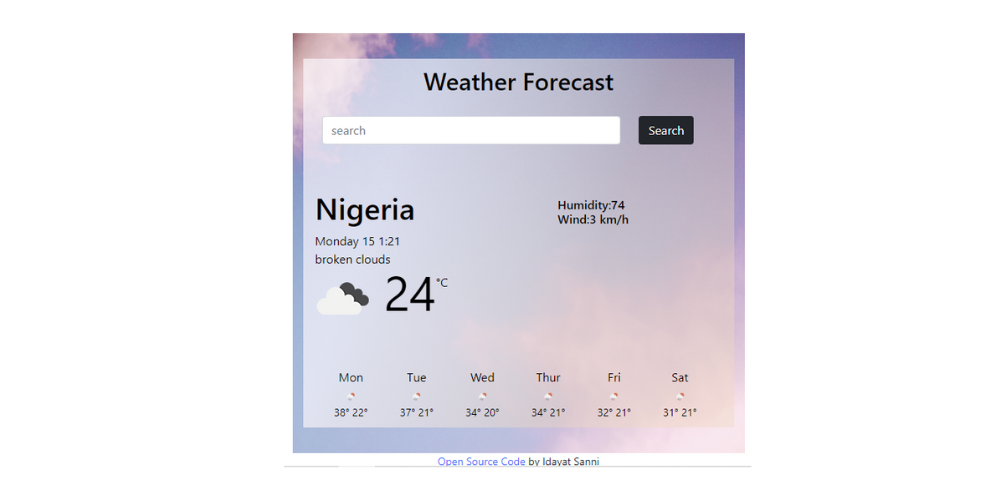 Weather Forecast
search
Search
Nigeria
Monday 15 1:21
broken clouds
24 °C
Humidity:74
Wind:3 km/h
Mon Tue Wed Thur Fri Sat
38° 22° 37° 21° 34° 20° 34° 21° 32° 21° 31° 21°
Open Source Code by Idayat Sanni